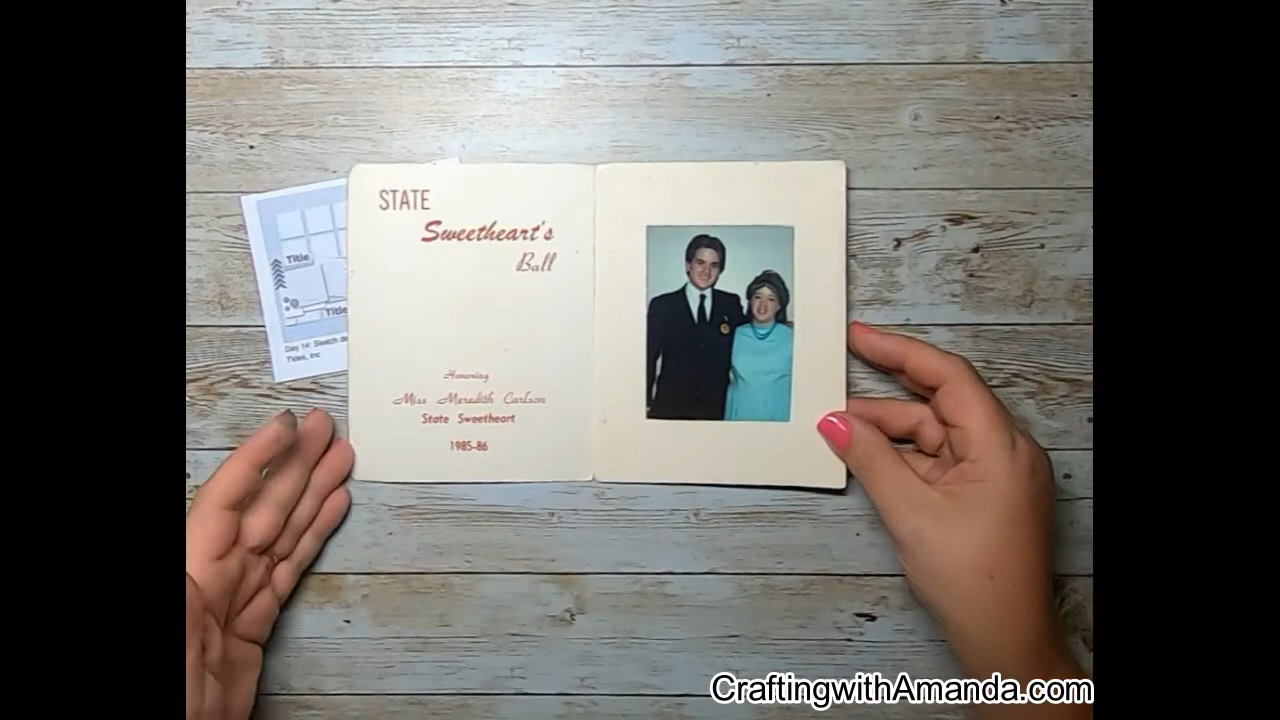 STATE
Sweetheart's
Ball
Honoring
Miss Meredith Carlson
State Sweetheart
1985-86
Title
Title
Day 14: Sketch
Titles, Inc
CraftingwithAmanda.com